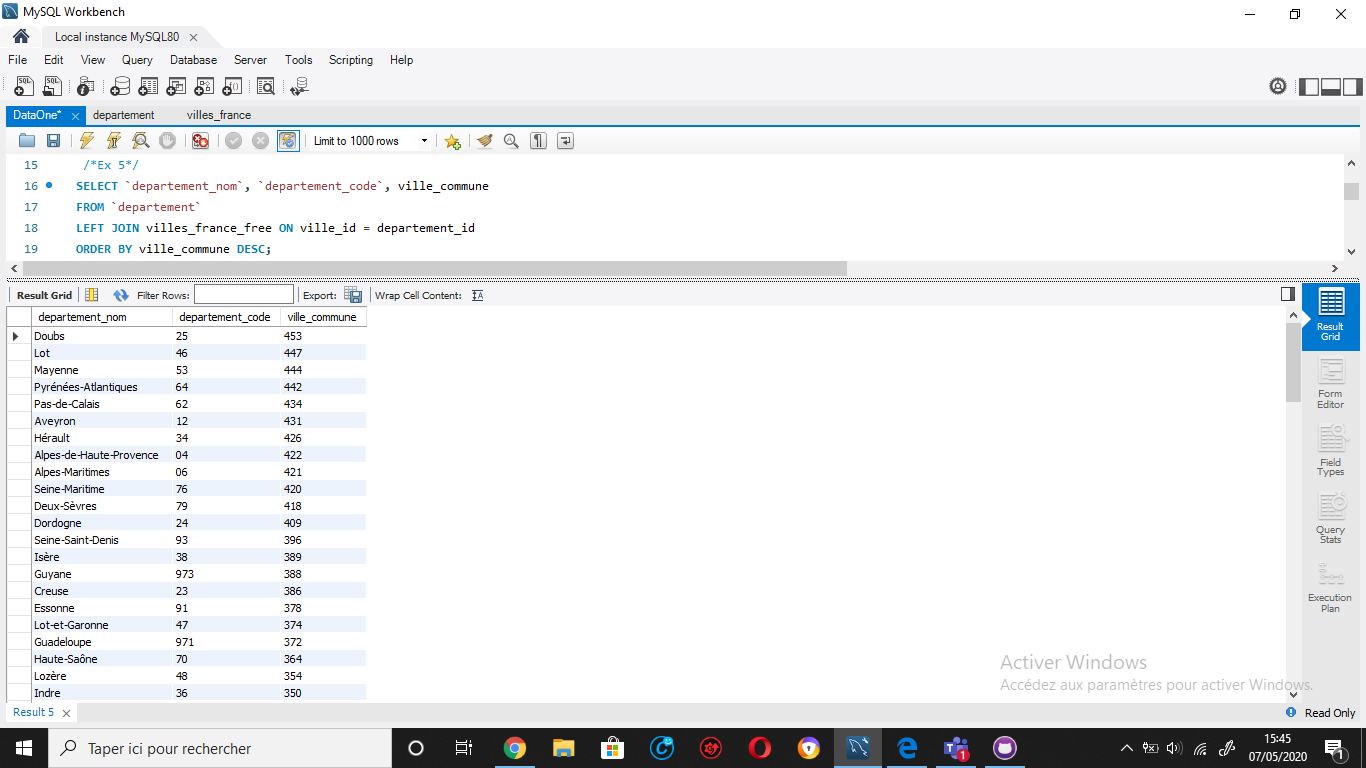 MySQL Workbench
Local instance MySQL80
File Edit View Query Database Server Tools Scripting Help
DataOne* departement villes_france
Limit to 1000 rows
15 /*Ex 5*/
16 SELECT `departement_nom`, `departement_code`, ville_commune
17 FROM `departement`
18 LEFT JOIN villes_france_free ON ville_id = departement_id
19 ORDER BY ville_commune DESC;
Result Grid Filter Rows: Export: Wrap Cell Content:
departement_nom departement_code ville_commune
Doubs 25 453
Lot 46 447
Mayenne 53 444
Pyrénées-Atlantiques 64 442
Pas-de-Calais 62 434
Aveyron 12 431
Hérault 34 426
Alpes-de-Haute-Provence 04 422
Alpes-Maritimes 06 421
Seine-Maritime 76 420
Deux-Sèvres 79 418
Dordogne 24 409
Seine-Saint-Denis 93 396
Isère 38 389
Guyane 973 388
Creuse 23 386
Essonne 91 378
Lot-et-Garonne 47 374
Guadeloupe 971 372
Haute-Saône 70 364
Lozère 48 354
Indre 36 350
Result
Grid
Form
Editor
Field
Types
Query
Stats
Execution
Plan
Activer Windows
Accédez aux paramètres pour activer Windows.
Result 5
Read Only
Taper ici pour rechercher
15:45
07/05/2020